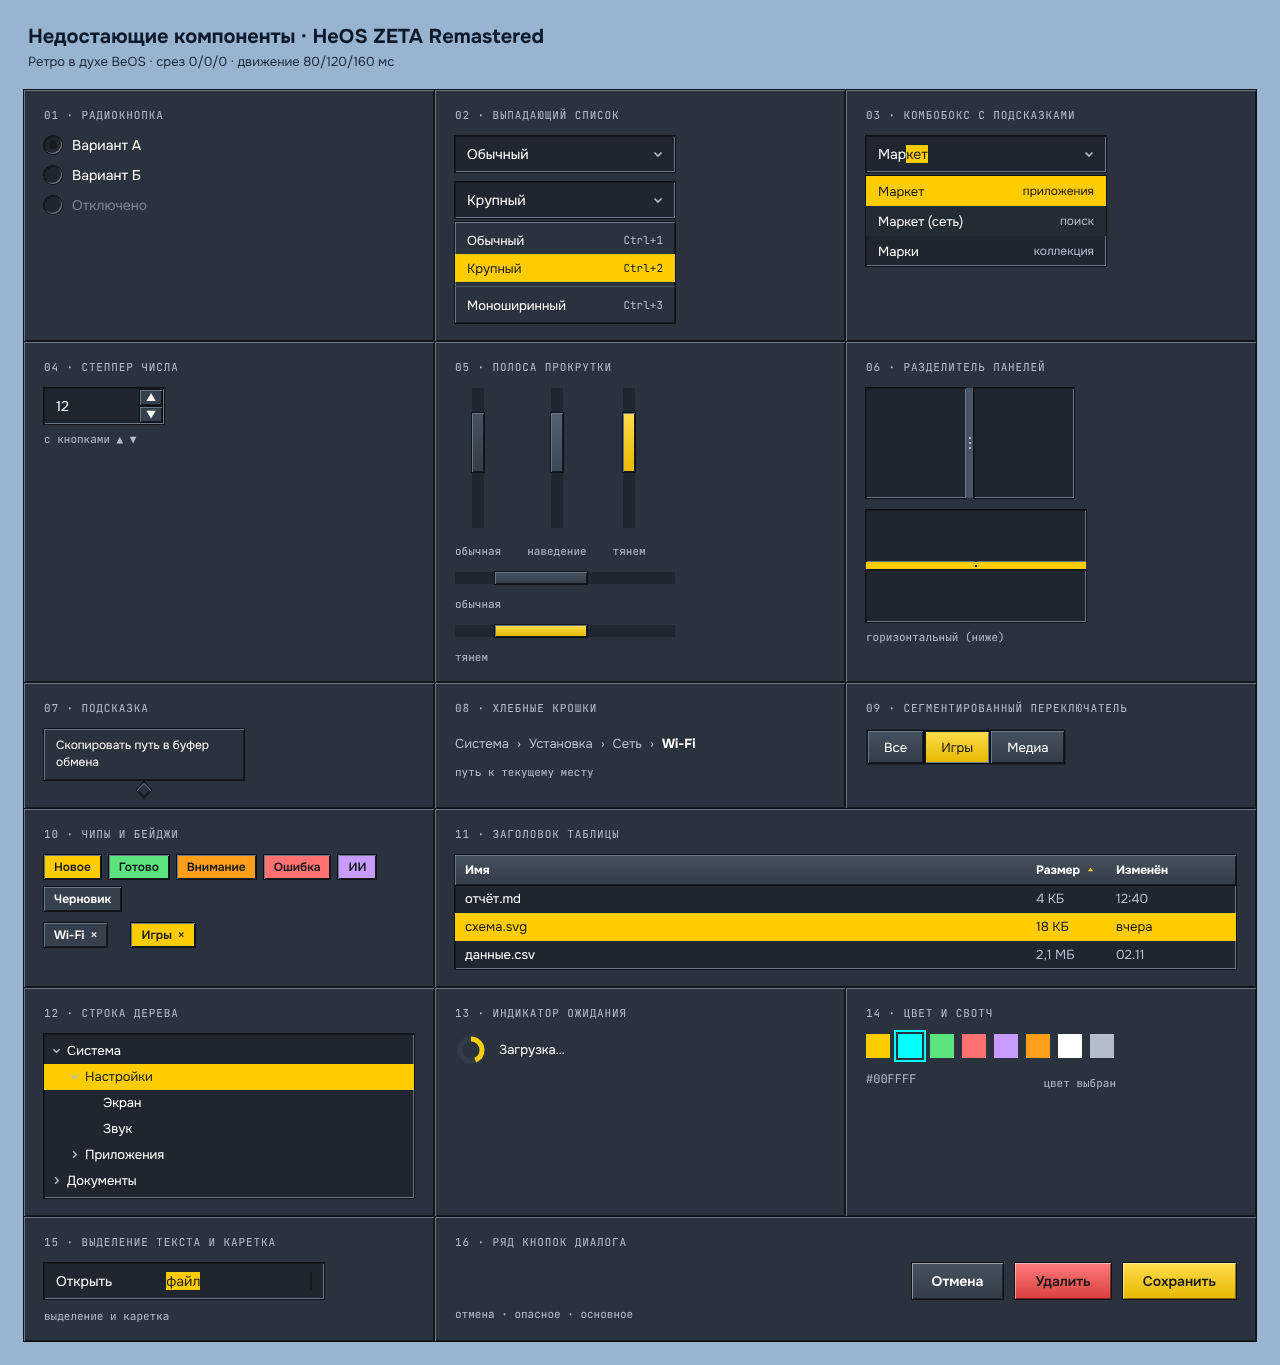 Недостающие компоненты · HeOS ZETA Remastered
Ретро в духе BeOS · срез 0/0/0 · движение 80/120/160 мс
01 · РАДИОКНОПКА
Вариант А
Вариант Б
Отключено
02 · ВЫПАДАЮЩИЙ СПИСОК
Обычный
Крупный
Обычный Ctrl+1
Крупный Ctrl+2
Моноширинный Ctrl+3
03 · КОМБОБОКС С ПОДСКАЗКАМИ
Маркет
Маркет приложения
Маркет (сеть) поиск
Марки коллекция
04 · СТЕППЕР ЧИСЛА
12
с кнопками ▲ ▼
05 · ПОЛОСА ПРОКРУТКИ
обычная наведение тянем
обычная
тянем
06 · РАЗДЕЛИТЕЛЬ ПАНЕЛЕЙ
горизонтальный (ниже)
07 · ПОДСКАЗКА
Скопировать путь в буфер
обмена
08 · ХЛЕБНЫЕ КРОШКИ
Система › Установка › Сеть › Wi-Fi
путь к текущему месту
09 · СЕГМЕНТИРОВАННЫЙ ПЕРЕКЛЮЧАТЕЛЬ
Все Игры Медиа
10 · ЧИПЫ И БЕЙДЖИ
Новое Готово Внимание Ошибка ИИ
Черновик
Wi-Fi × Игры ×
11 · ЗАГОЛОВОК ТАБЛИЦЫ
Имя Размер ▲ Изменён
отчёт.md 4 КБ 12:40
схема.svg 18 КБ вчера
данные.csv 2,1 МБ 02.11
12 · СТРОКА ДЕРЕВА
Система
Настройки
Экран
Звук
Приложения
Документы
13 · ИНДИКАТОР ОЖИДАНИЯ
Загрузка...
14 · ЦВЕТ И СВОТЧ
#00FFFF цвет выбран
15 · ВЫДЕЛЕНИЕ ТЕКСТА И КАРЕТКА
Открыть файл
выделение и каретка
16 · РЯД КНОПОК ДИАЛОГА
Отмена Удалить Сохранить
отмена · опасное · основное